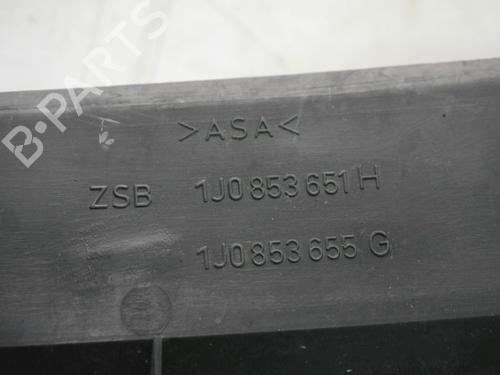 B-PARTS
>ASA<
ZSB 1J0 853 651 H
1J0 853 655 G